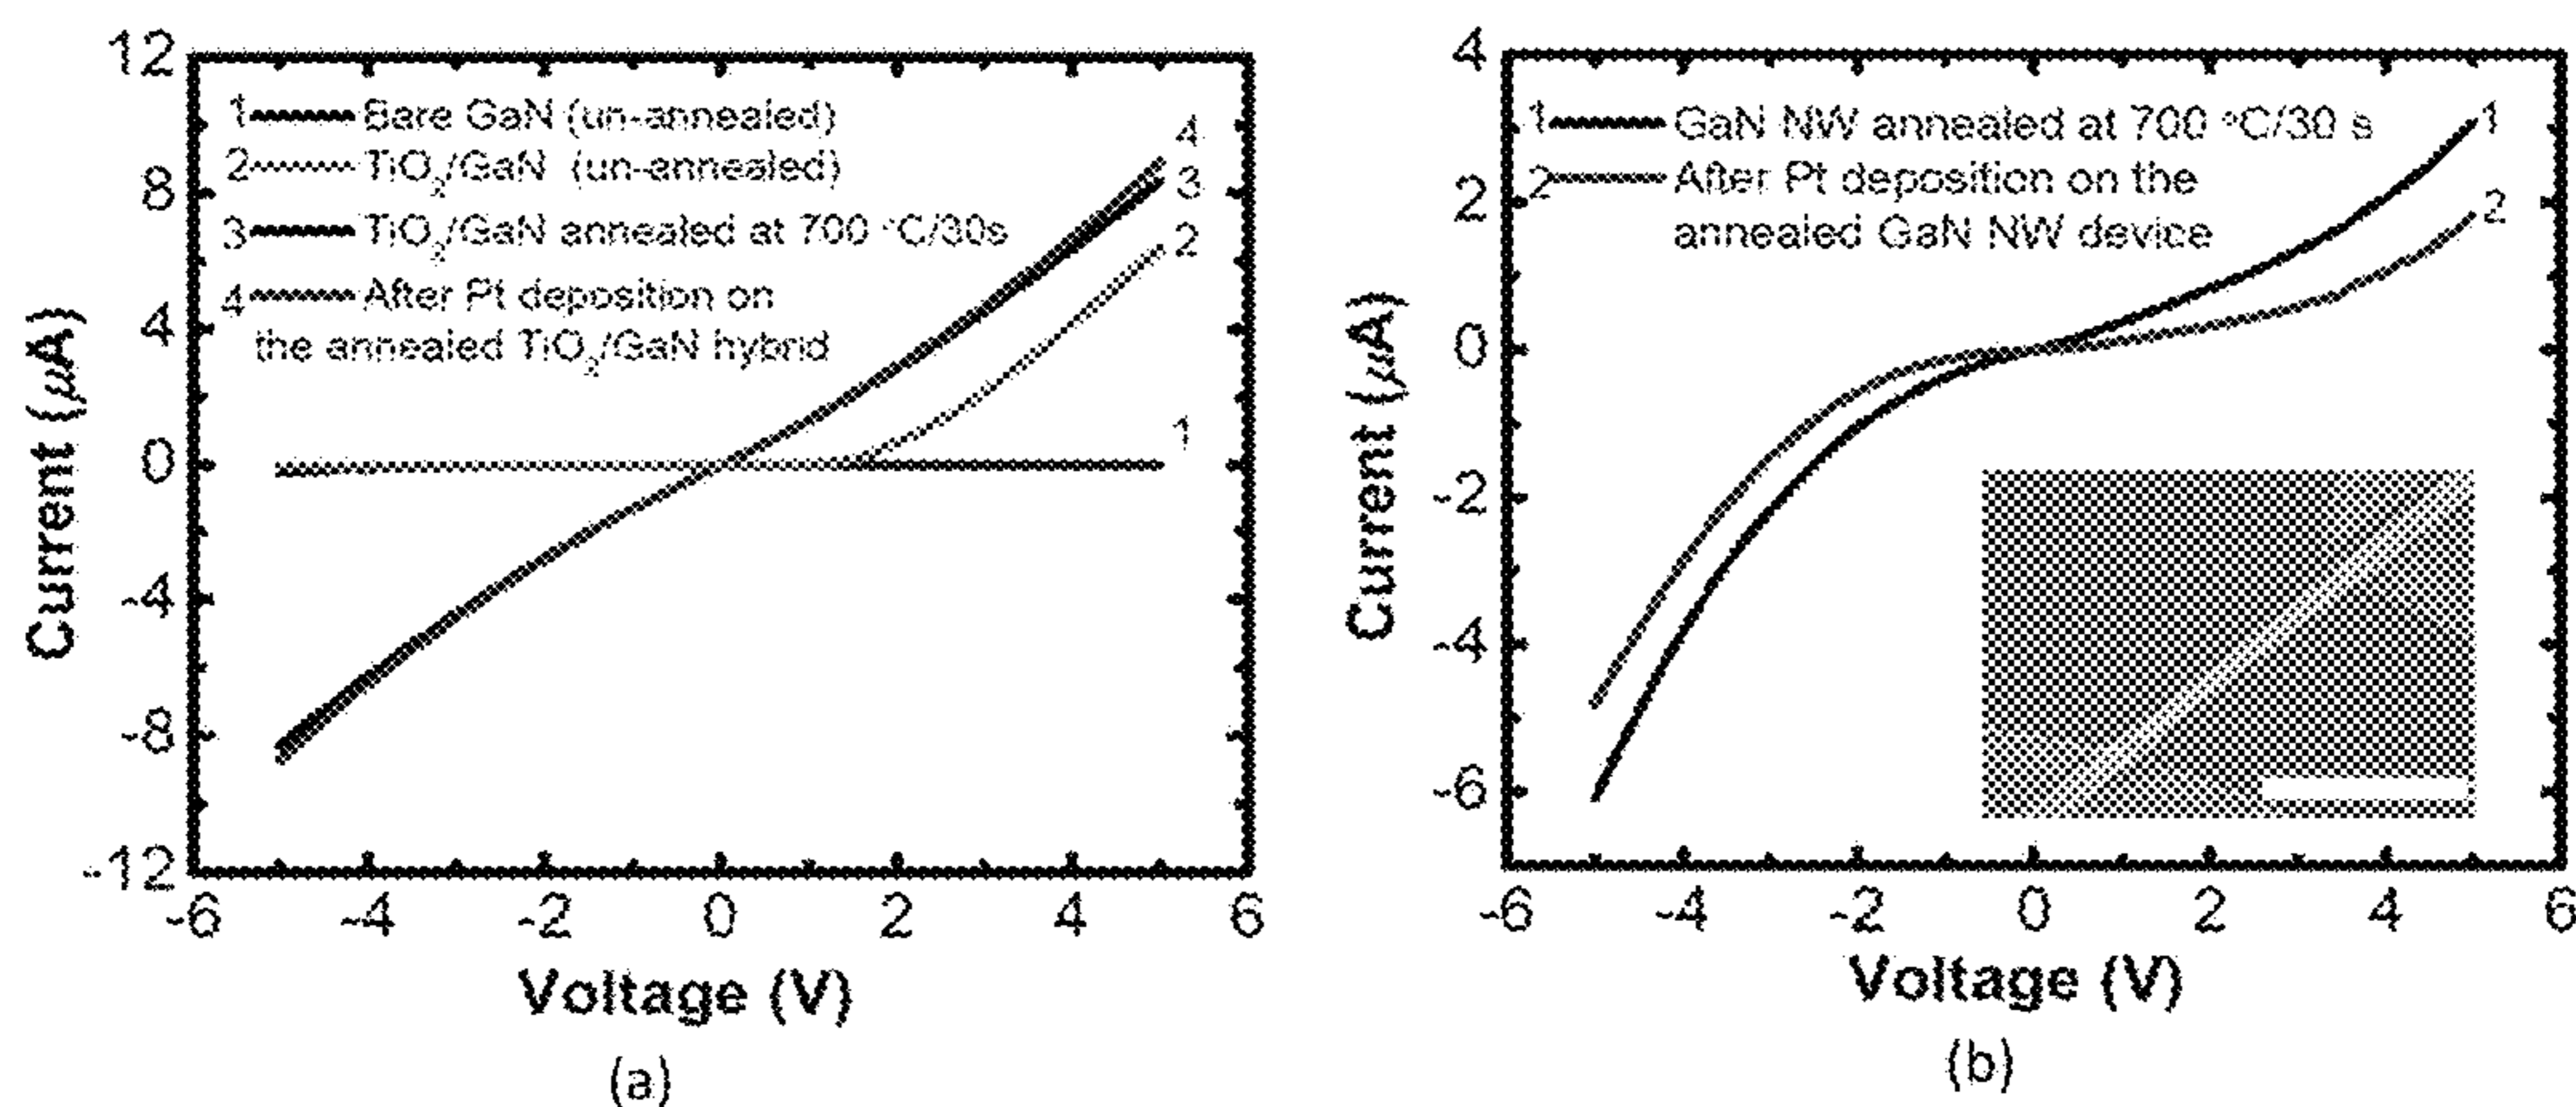 12
8
4
0
-4
-8
-12
Current (μA)
1 Bare GaN (un-annealed)
2 TiO2/GaN (un-annealed)
3 TiO2/GaN annealed at 700 °C/30s
4 After Pt deposition on
the annealed TiO2/GaN hybrid
4
3
2
1
-6 -4 -2 0 2 4 6
Voltage (V)
(a)
4
2
0
-2
-4
-6
Current (μA)
1 GaN NW annealed at 700 °C/30 s
2 After Pt deposition on the
annealed GaN NW device
1
2
-6 -4 -2 0 2 4 6
Voltage (V)
(b)